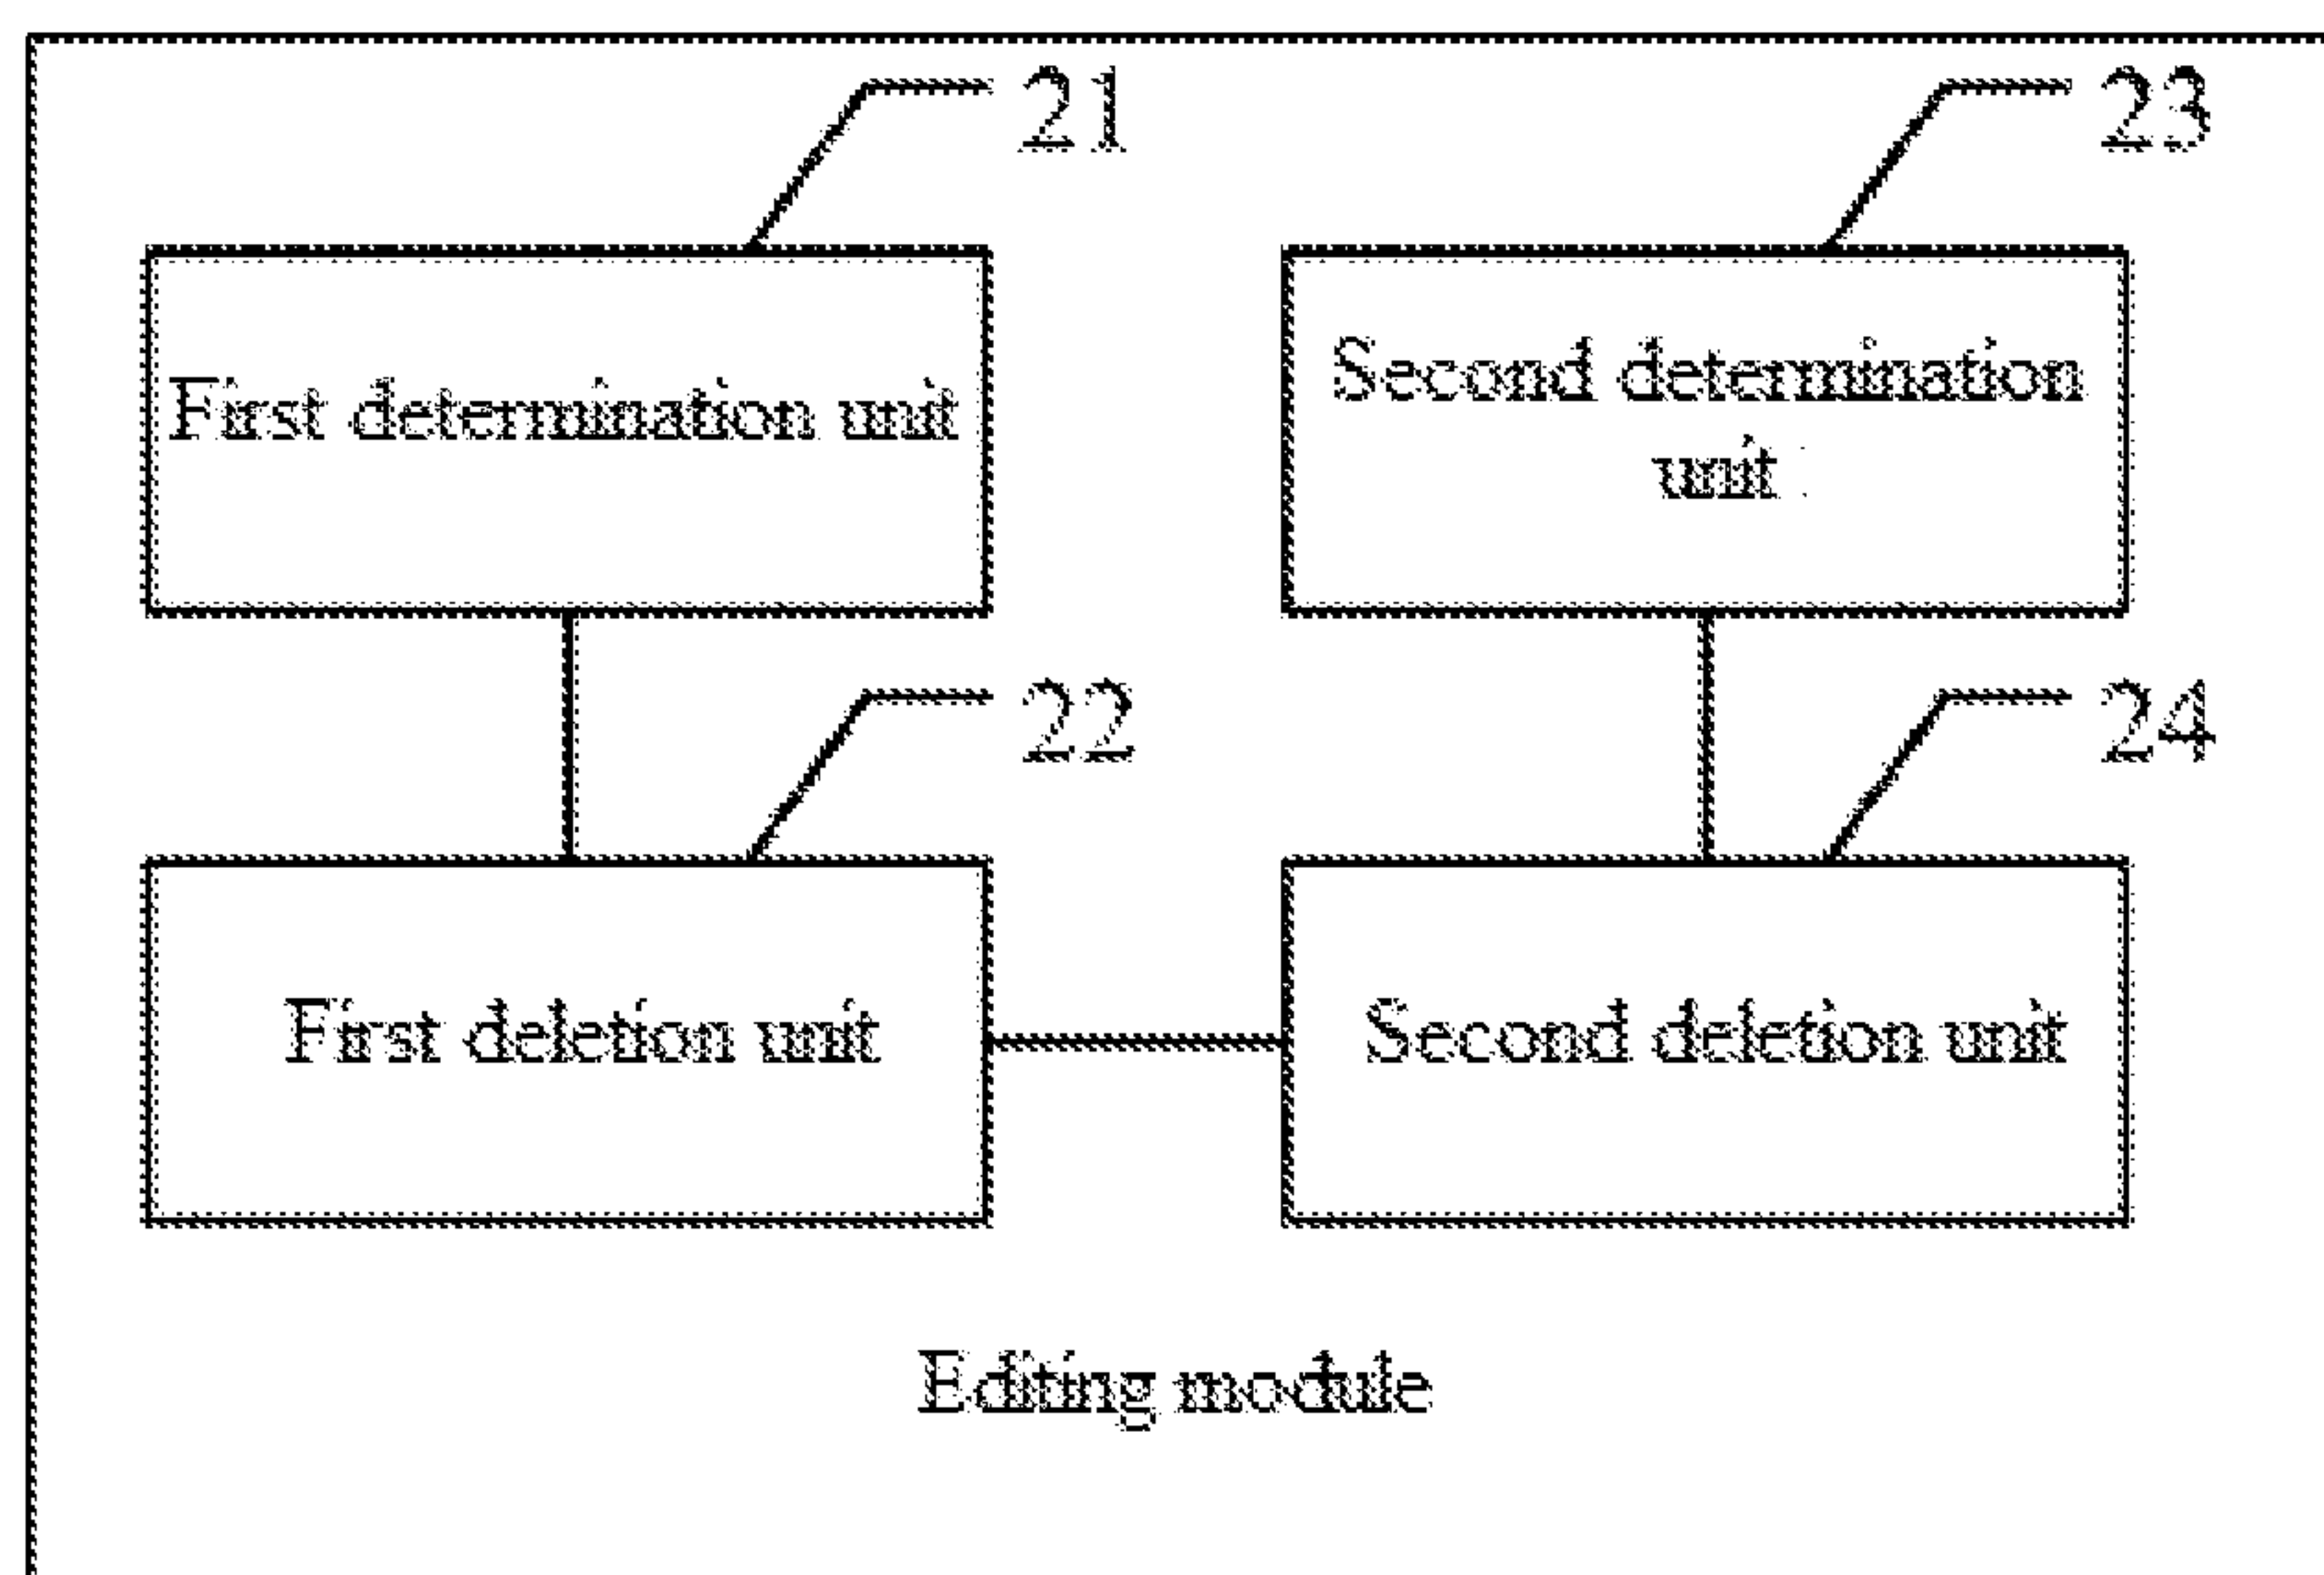 21
23
First determination unit
Second determination
unit
22
24
First deletion unit
Second deletion unit
Editing module